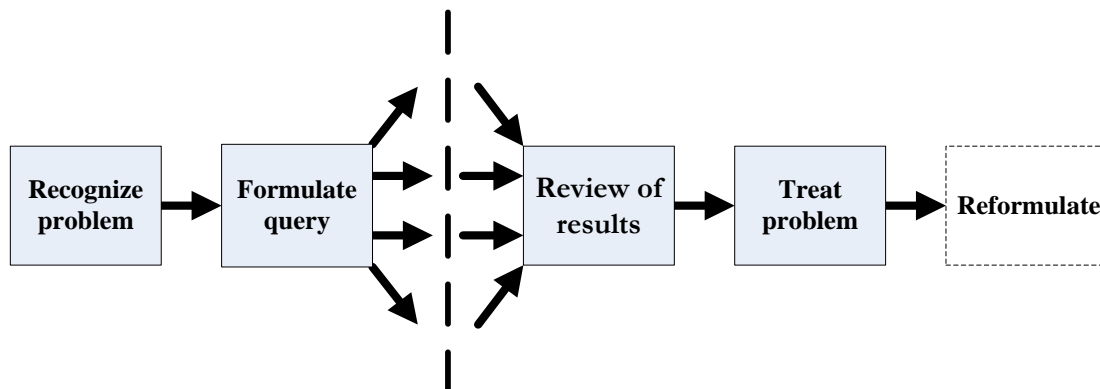 Recognize
problem
Formulate
query
Review of
results
Treat
problem
Reformulate